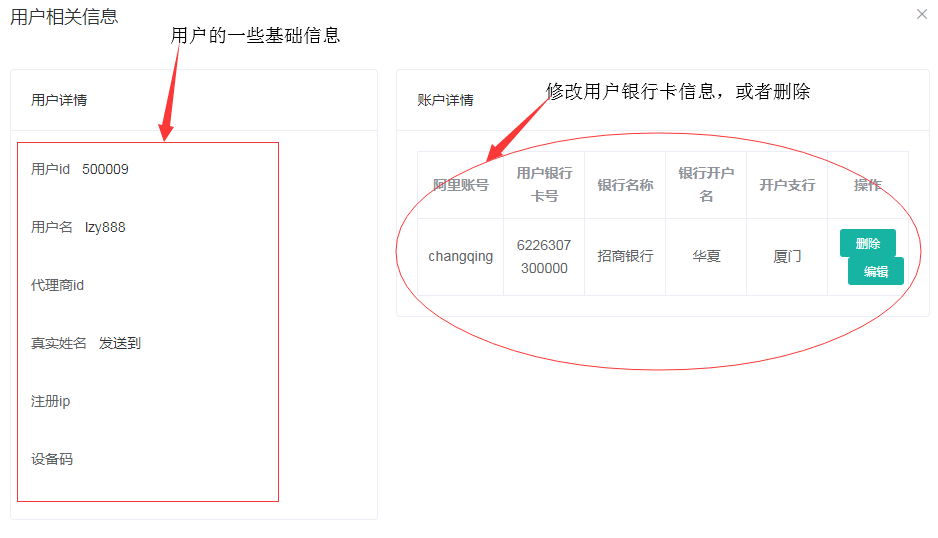 用户相关信息
用户的一些基础信息
用户详情
用户id 500009
用户名 lzy888
代理商id
真实姓名 发送到
注册ip
设备码
账户详情
修改用户银行卡信息，或者删除
阿里账号 用户银行卡号 银行名称 银行开户名 开户支行 操作
changqing 6226307300000 招商银行 华夏 厦门 删除
编辑